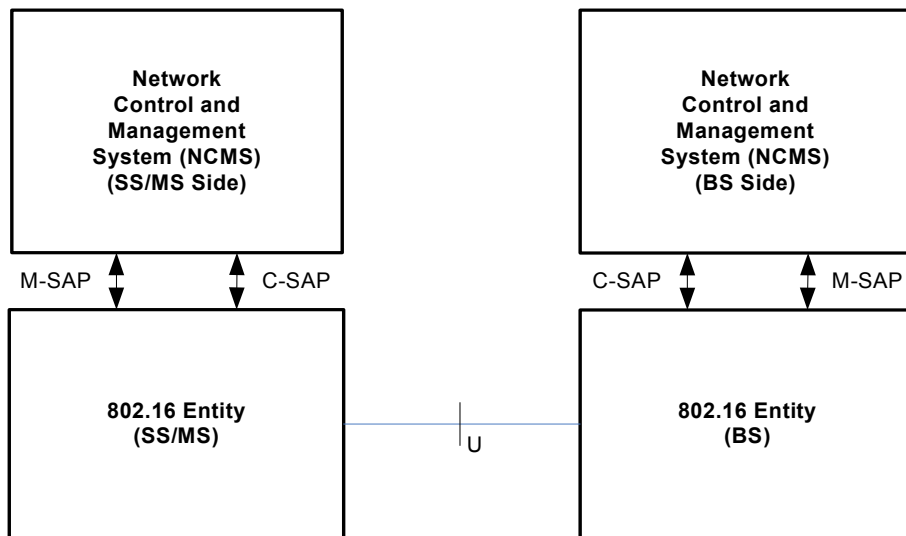 Network
Control and
Management
System (NCMS)
(SS/MS Side)
Network
Control and
Management
System (NCMS)
(BS Side)
M-SAP
C-SAP
C-SAP
M-SAP
802.16 Entity
(SS/MS)
U
802.16 Entity
(BS)